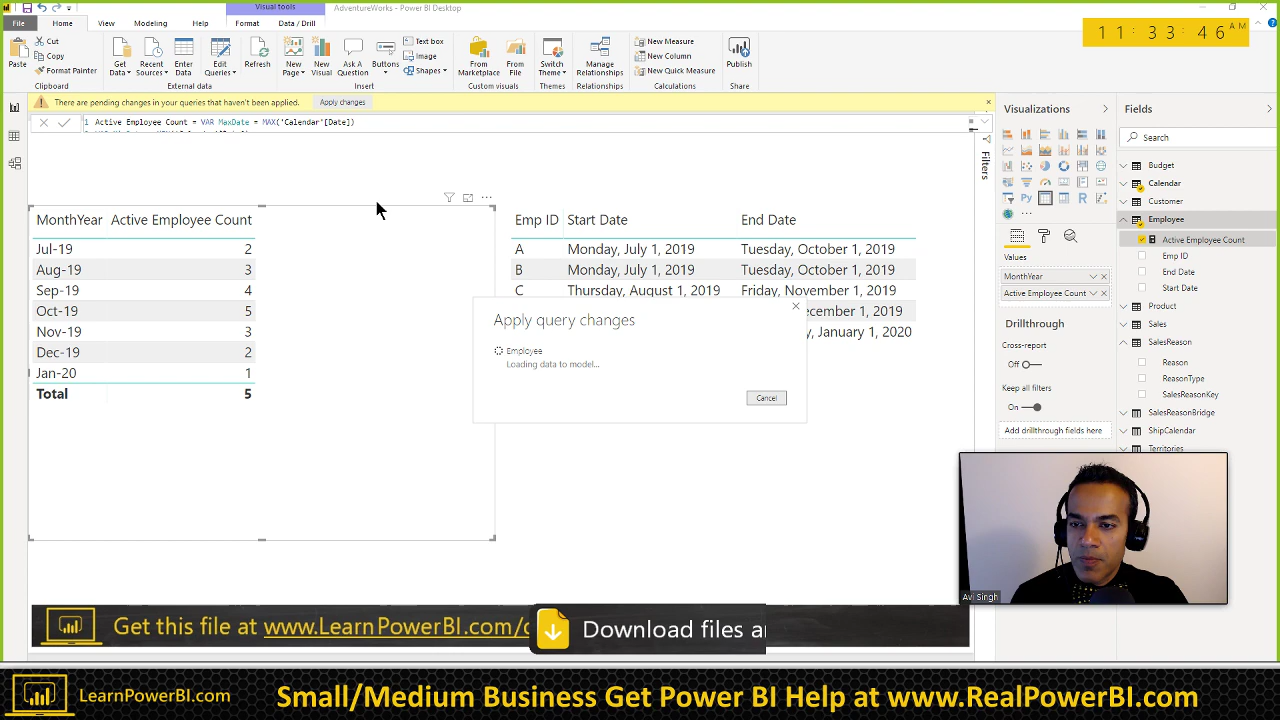 Visual tools
AdventureWorks - Power BI Desktop
File
Home
View
Modeling
Help
Format
Data / Drill
11:33:46 AM
Paste
Cut
Copy
Format Painter
Clipboard
Get Data
Recent Sources
Enter Data
Edit Queries
Refresh
External data
New Page
New Visual
Ask A Question
Buttons
Text box
Image
Shapes
Insert
From Marketplace
From File
Custom visuals
Switch Theme
Themes
Manage Relationships
Relationships
New Measure
New Column
New Quick Measure
Calculations
Publish
Share
There are pending changes in your queries that haven't been applied.
Apply changes
1 Active Employee Count = VAR MaxDate = MAX('Calendar'[Date])
MonthYear Active Employee Count
Jul-19 2
Aug-19 3
Sep-19 4
Oct-19 5
Nov-19 3
Dec-19 2
Jan-20 1
Total 5
Emp ID Start Date End Date
A Monday, July 1, 2019 Tuesday, October 1, 2019
B Monday, July 1, 2019 Tuesday, October 1, 2019
C Thursday, August 1, 2019 Friday, November 1, 2019
ecember 1, 2019
y, January 1, 2020
Apply query changes
Employee
Loading data to model...
Cancel
Filters
Visualizations
Py
R
Values
MonthYear
Active Employee Count
Drillthrough
Cross-report
Off
Keep all filters
On
Add drillthrough fields here
Fields
Search
Budget
Calendar
Customer
Employee
Active Employee Count
Emp ID
End Date
Start Date
Product
Sales
SalesReason
Reason
ReasonType
SalesReasonKey
SalesReasonBridge
ShipCalendar
Territories
Avi Singh
Get this file at www.LearnPowerBI.com/
Download files a
LearnPowerBI.com
Small/Medium Business Get Power BI Help at www.RealPowerBI.com